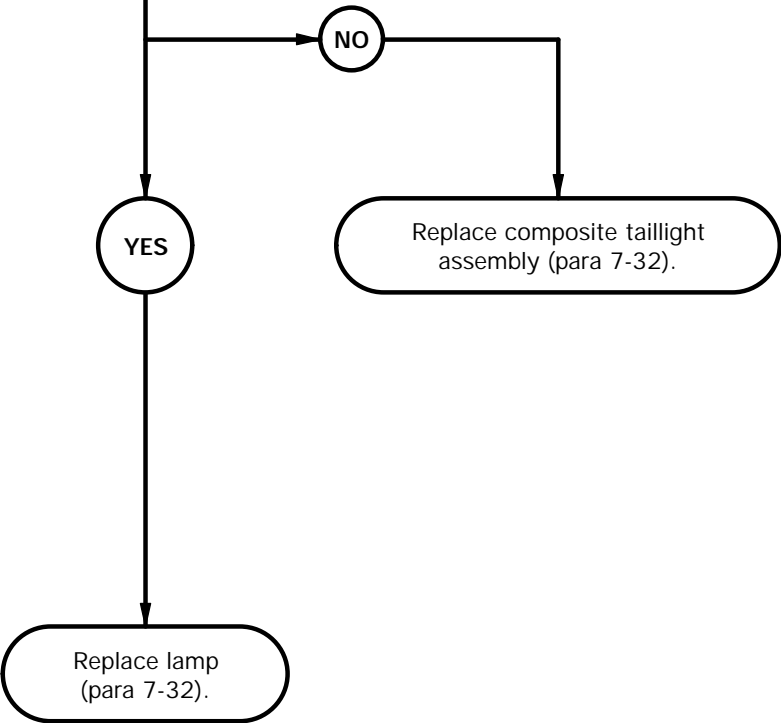 NO
YES
Replace composite taillight
assembly (para 7-32).
Replace lamp
(para 7-32).